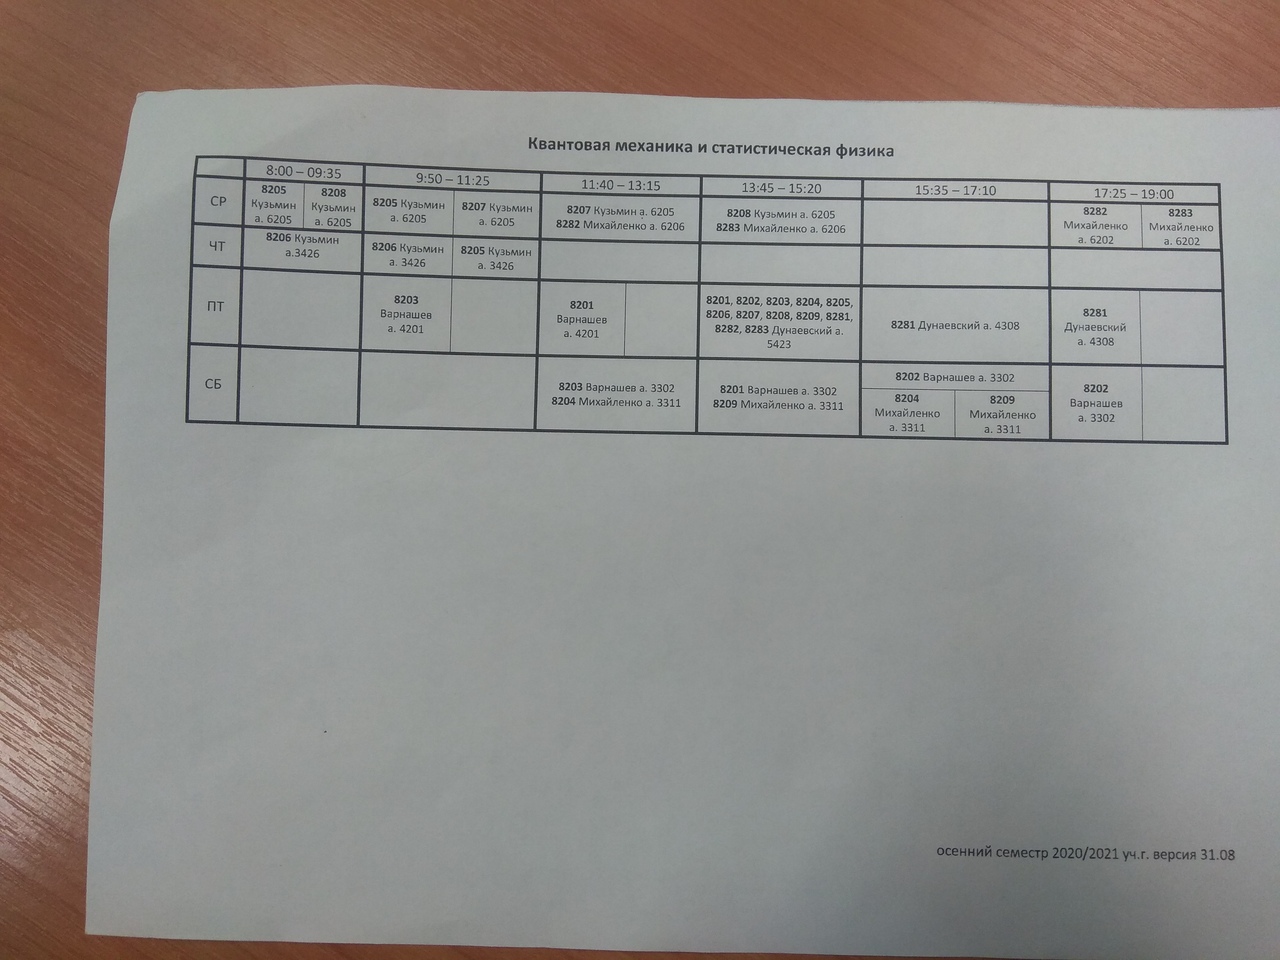 Квантовая механика и статистическая физика
8:00 – 09:35 9:50 – 11:25 11:40 – 13:15 13:45 – 15:20 15:35 – 17:10 17:25 – 19:00
СР
8205
Кузьмин
а. 6205
8208
Кузьмин
а. 6205
8205 Кузьмин
а. 6205
8207 Кузьмин
а. 6205
8207 Кузьмин а. 6205
8282 Михайленко а. 6206
8208 Кузьмин а. 6205
8283 Михайленко а. 6206
8282
Михайленко
а. 6202
8283
Михайленко
а. 6202
ЧТ
8206 Кузьмин
а.3426
8206 Кузьмин
а. 3426
8205 Кузьмин
а. 3426
ПТ
8203
Варнашев
а. 4201
8201
Варнашев
а. 4201
8201, 8202, 8203, 8204, 8205,
8206, 8207, 8208, 8209, 8281,
8282, 8283 Дунаевский а.
5423
8281 Дунаевский а. 4308
8281
Дунаевский
а. 4308
СБ
8203 Варнашев а. 3302
8204 Михайленко а. 3311
8201 Варнашев а. 3302
8209 Михайленко а. 3311
8202 Варнашев а. 3302
8204
Михайленко
а. 3311
8209
Михайленко
а. 3311
8202
Варнашев
а. 3302
осенний семестр 2020/2021 уч.г. версия 31.08